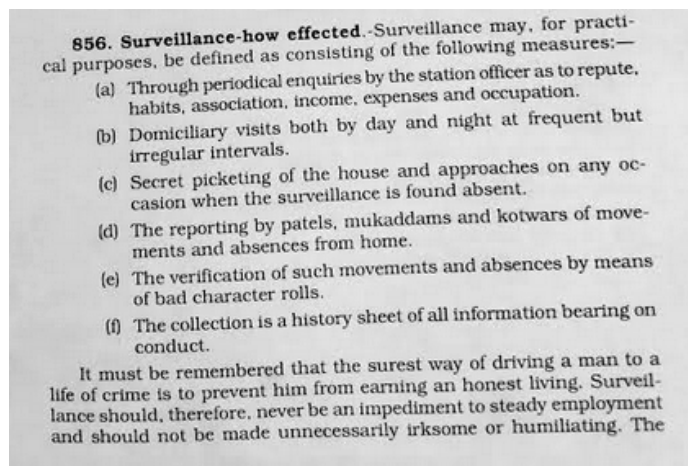 856. Surveillance-how effected.-Surveillance may, for practi-
cal purposes, be defined as consisting of the following measures:—
(a) Through periodical enquiries by the station officer as to repute,
habits, association, income, expenses and occupation.
(b) Domiciliary visits both by day and night at frequent but
irregular intervals.
(c) Secret picketing of the house and approaches on any oc-
casion when the surveillance is found absent.
(d) The reporting by patels, mukaddams and kotwars of move-
ments and absences from home.
(e) The verification of such movements and absences by means
of bad character rolls.
(f) The collection is a history sheet of all information bearing on
conduct.
It must be remembered that the surest way of driving a man to a
life of crime is to prevent him from earning an honest living. Surveil-
lance should, therefore, never be an impediment to steady employment
and should not be made unnecessarily irksome or humiliating. The